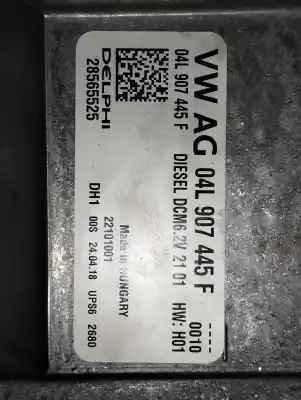 VW AG 04L 907 445 F ----
04L 907 445 F DIESEL DCM6.2V 21 01 0010
HW: H01
Made in HUNGARY
22101001
DELPHI
28565525 DH1 00S 24.04.18 UPS6 2680